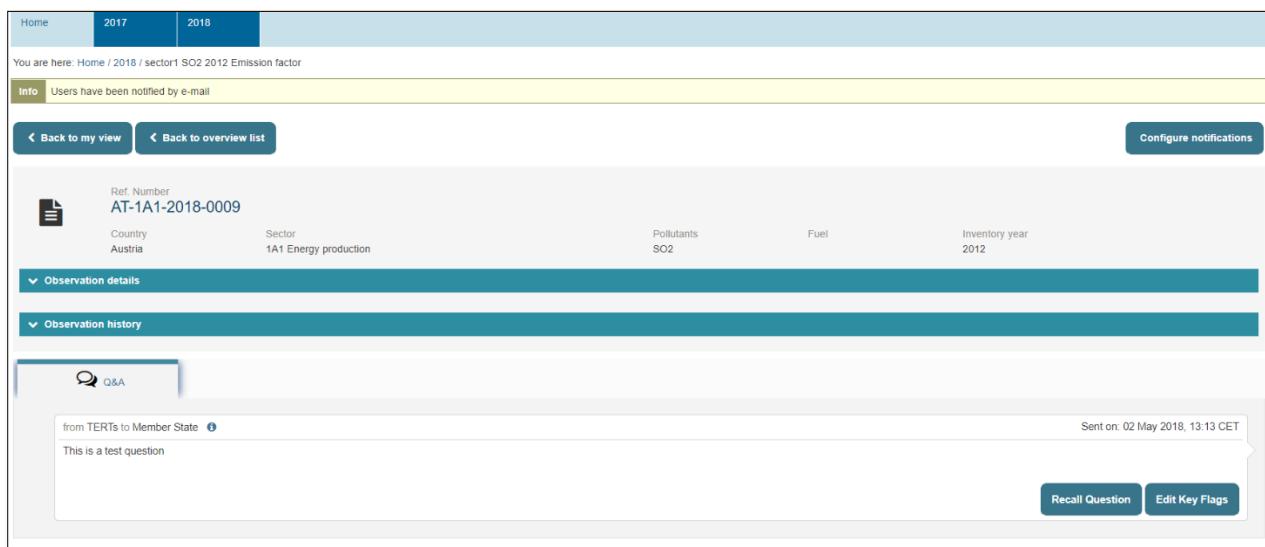 Home 2017 2018
You are here: Home / 2018 / sector1 SO2 2012 Emission factor
Info Users have been notified by e-mail
Back to my view Back to overview list Configure notifications
Ref. Number
AT-1A1-2018-0009
Country Sector Pollutants Fuel Inventory year
Austria 1A1 Energy production SO2 2012
Observation details
Observation history
Q&A
from TERTs to Member State Sent on: 02 May 2018, 13:13 CET
This is a test question
Recall Question Edit Key Flags